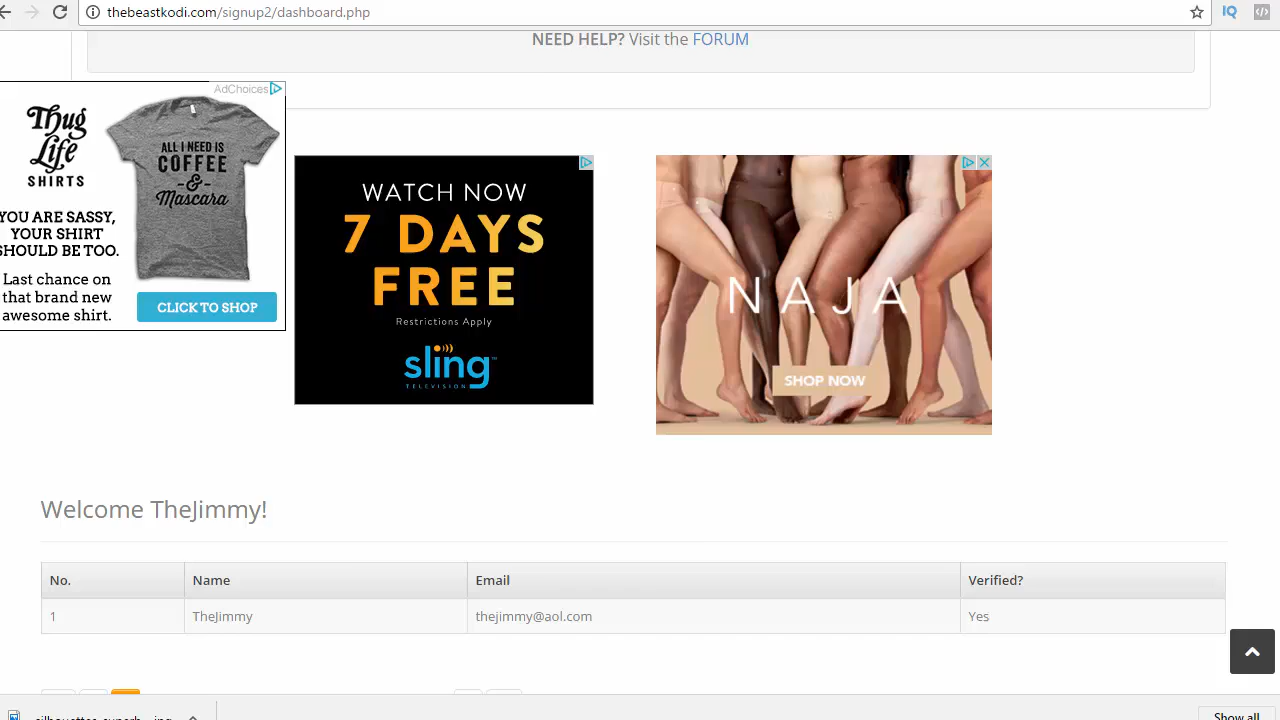 thebeastkodi.com/signup2/dashboard.php
IQ
NEED HELP? Visit the FORUM
AdChoices
Thug
Life
SHIRTS
ALL I NEED IS
COFFEE
-&-
Mascara
YOU ARE SASSY,
YOUR SHIRT
SHOULD BE TOO.
Last chance on
that brand new
awesome shirt.
CLICK TO SHOP
WATCH NOW
7 DAYS
FREE
Restrictions Apply
sling
TELEVISION
NAJA
SHOP NOW
Welcome TheJimmy!
No. Name Email Verified?
1 TheJimmy thejimmy@aol.com Yes
Show all